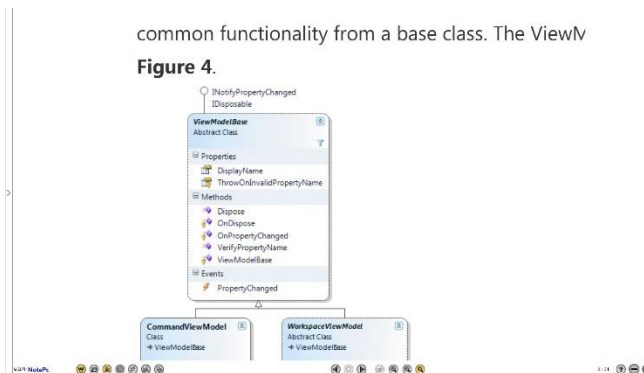 common functionality from a base class. The ViewM
Figure 4.
INotifyPropertyChanged
IDisposable
ViewModelBase
Abstract Class
Properties
DisplayName
ThrowOnInvalidPropertyName
Methods
Dispose
OnDispose
OnPropertyChanged
VerifyPropertyName
ViewModelBase
Events
PropertyChanged
CommandViewModel
Class
→ ViewModelBase
WorkspaceViewModel
Abstract Class
→ ViewModelBase
NotePc